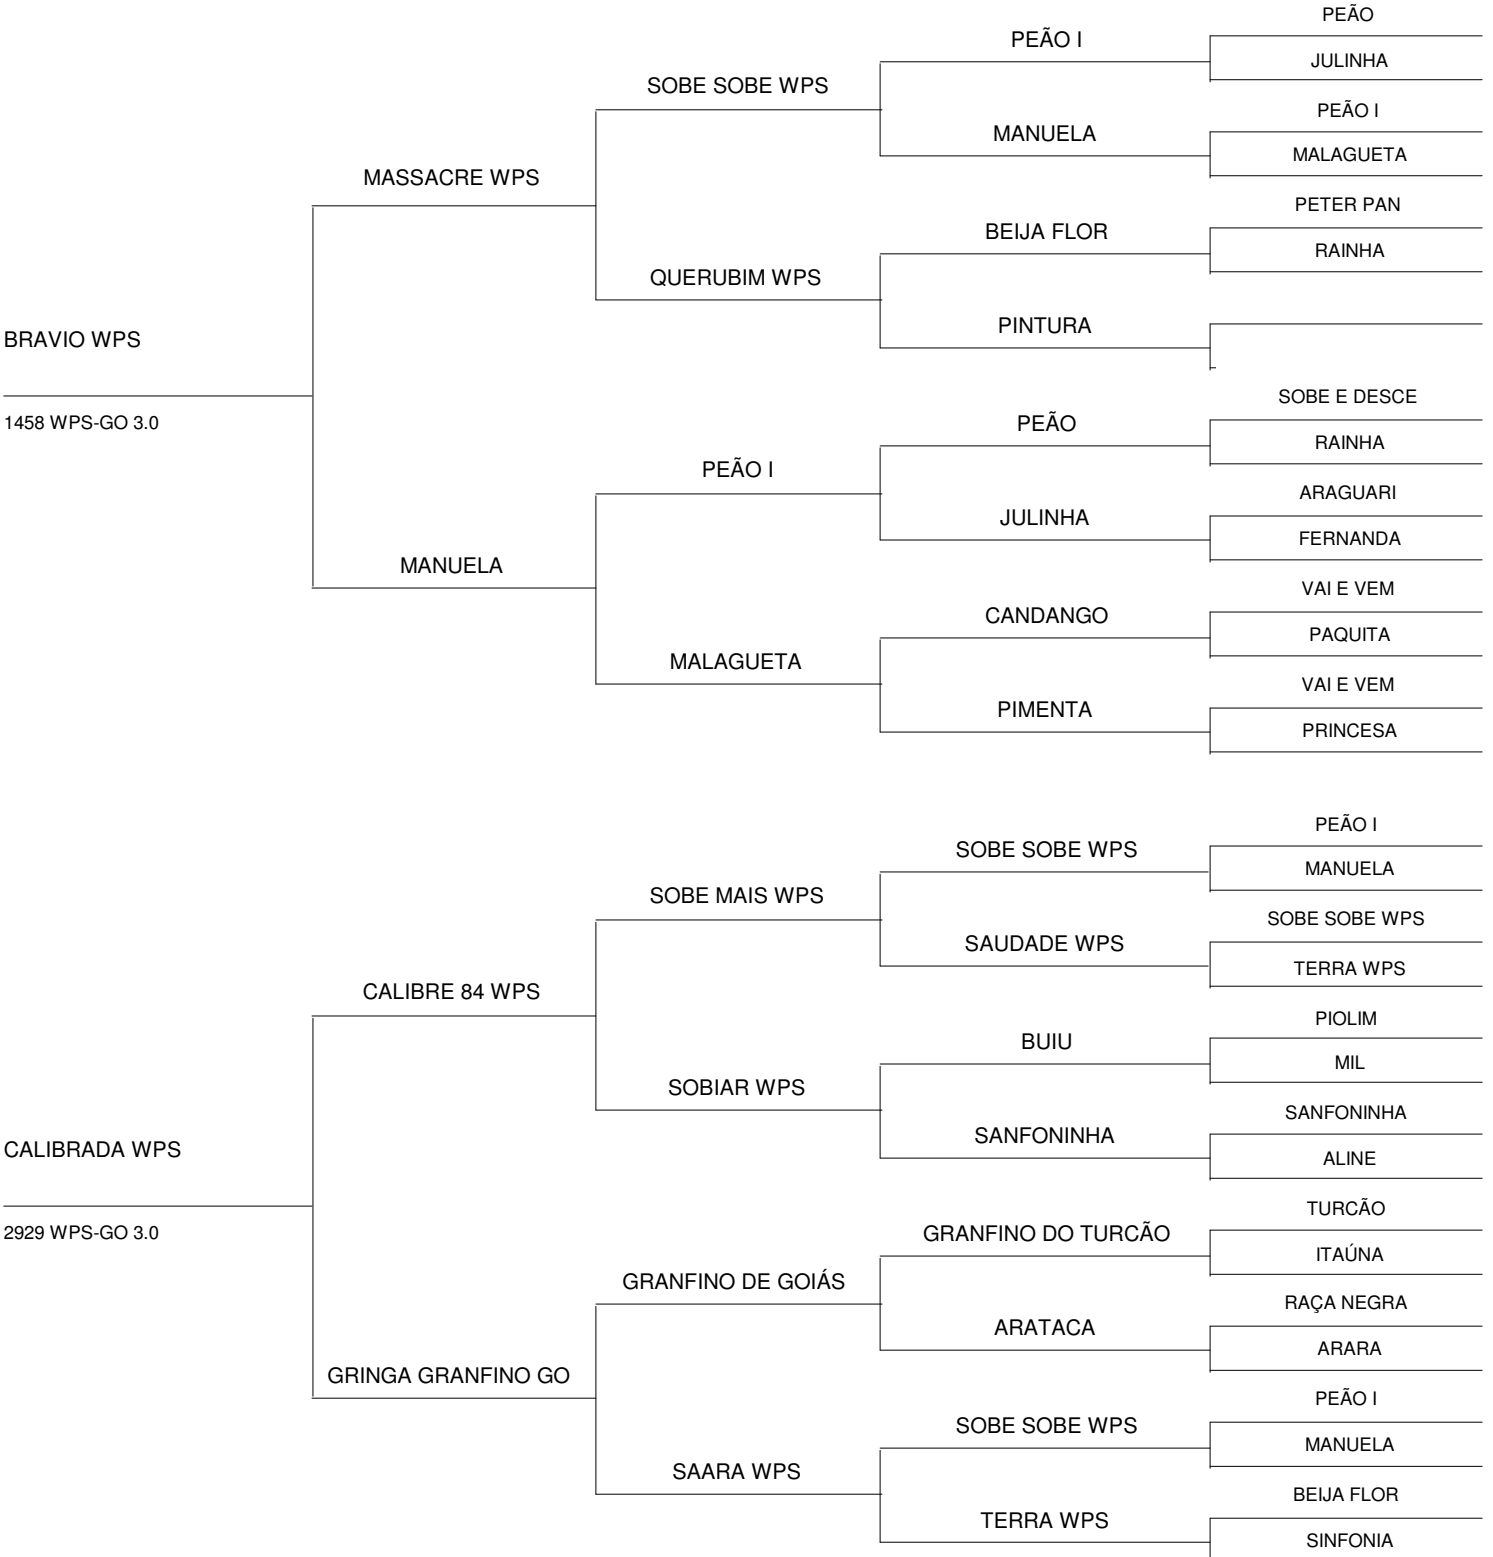 PEÃO
PEÃO I
JULINHA
SOBE SOBE WPS
PEÃO I
MANUELA
MALAGUETA
MASSACRE WPS
PETER PAN
BEIJA FLOR
RAINHA
QUERUBIM WPS
PINTURA
BRAVIO WPS
1458 WPS-GO 3.0
SOBE E DESCE
PEÃO
RAINHA
PEÃO I
ARAGUARI
JULINHA
FERNANDA
MANUELA
VAI E VEM
CANDANGO
PAQUITA
MALAGUETA
VAI E VEM
PIMENTA
PRINCESA
PEÃO I
SOBE SOBE WPS
MANUELA
SOBE MAIS WPS
SOBE SOBE WPS
SAUDADE WPS
TERRA WPS
CALIBRE 84 WPS
PIOLIM
BUIU
MIL
SOBIAR WPS
SANFONINHA
SANFONINHA
ALINE
CALIBRADA WPS
2929 WPS-GO 3.0
TURCÃO
GRANFINO DO TURCÃO
ITAÚNA
GRANFINO DE GOIÁS
RAÇA NEGRA
ARATACA
ARARA
GRINGA GRANFINO GO
PEÃO I
SOBE SOBE WPS
MANUELA
SAARA WPS
BEIJA FLOR
TERRA WPS
SINFONIA